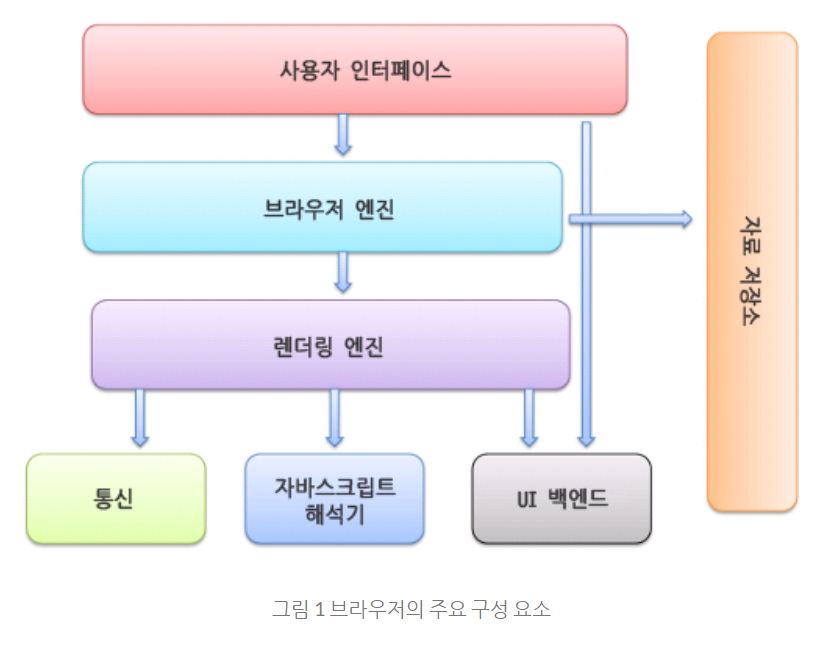 사용자 인터페이스
브라우저 엔진
자료 저장소
렌더링 엔진
통신
자바스크립트
해석기
UI 백엔드
그림 1 브라우저의 주요 구성 요소